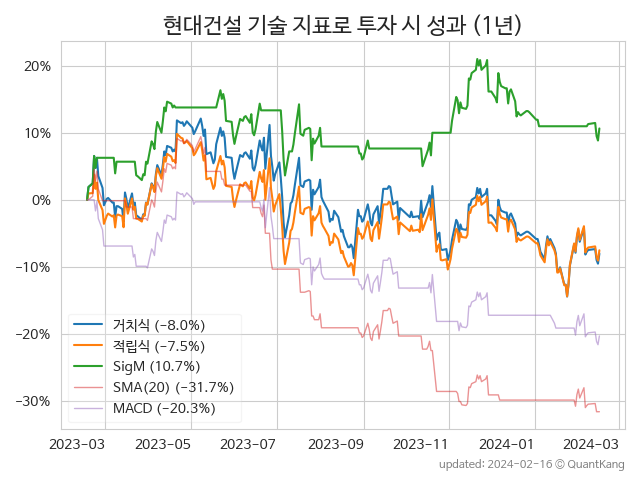 현대건설 기술 지표로 투자 시 성과 (1년)
20%
10%
0%
−10%
−20%
−30%
거치식 (−8.0%)
적립식 (−7.5%)
SigM (10.7%)
SMA(20) (−31.7%)
MACD (−20.3%)
2023−03 2023−05 2023−07 2023−09 2023−11 2024−01 2024−03
updated: 2024-02-16 © QuantKang